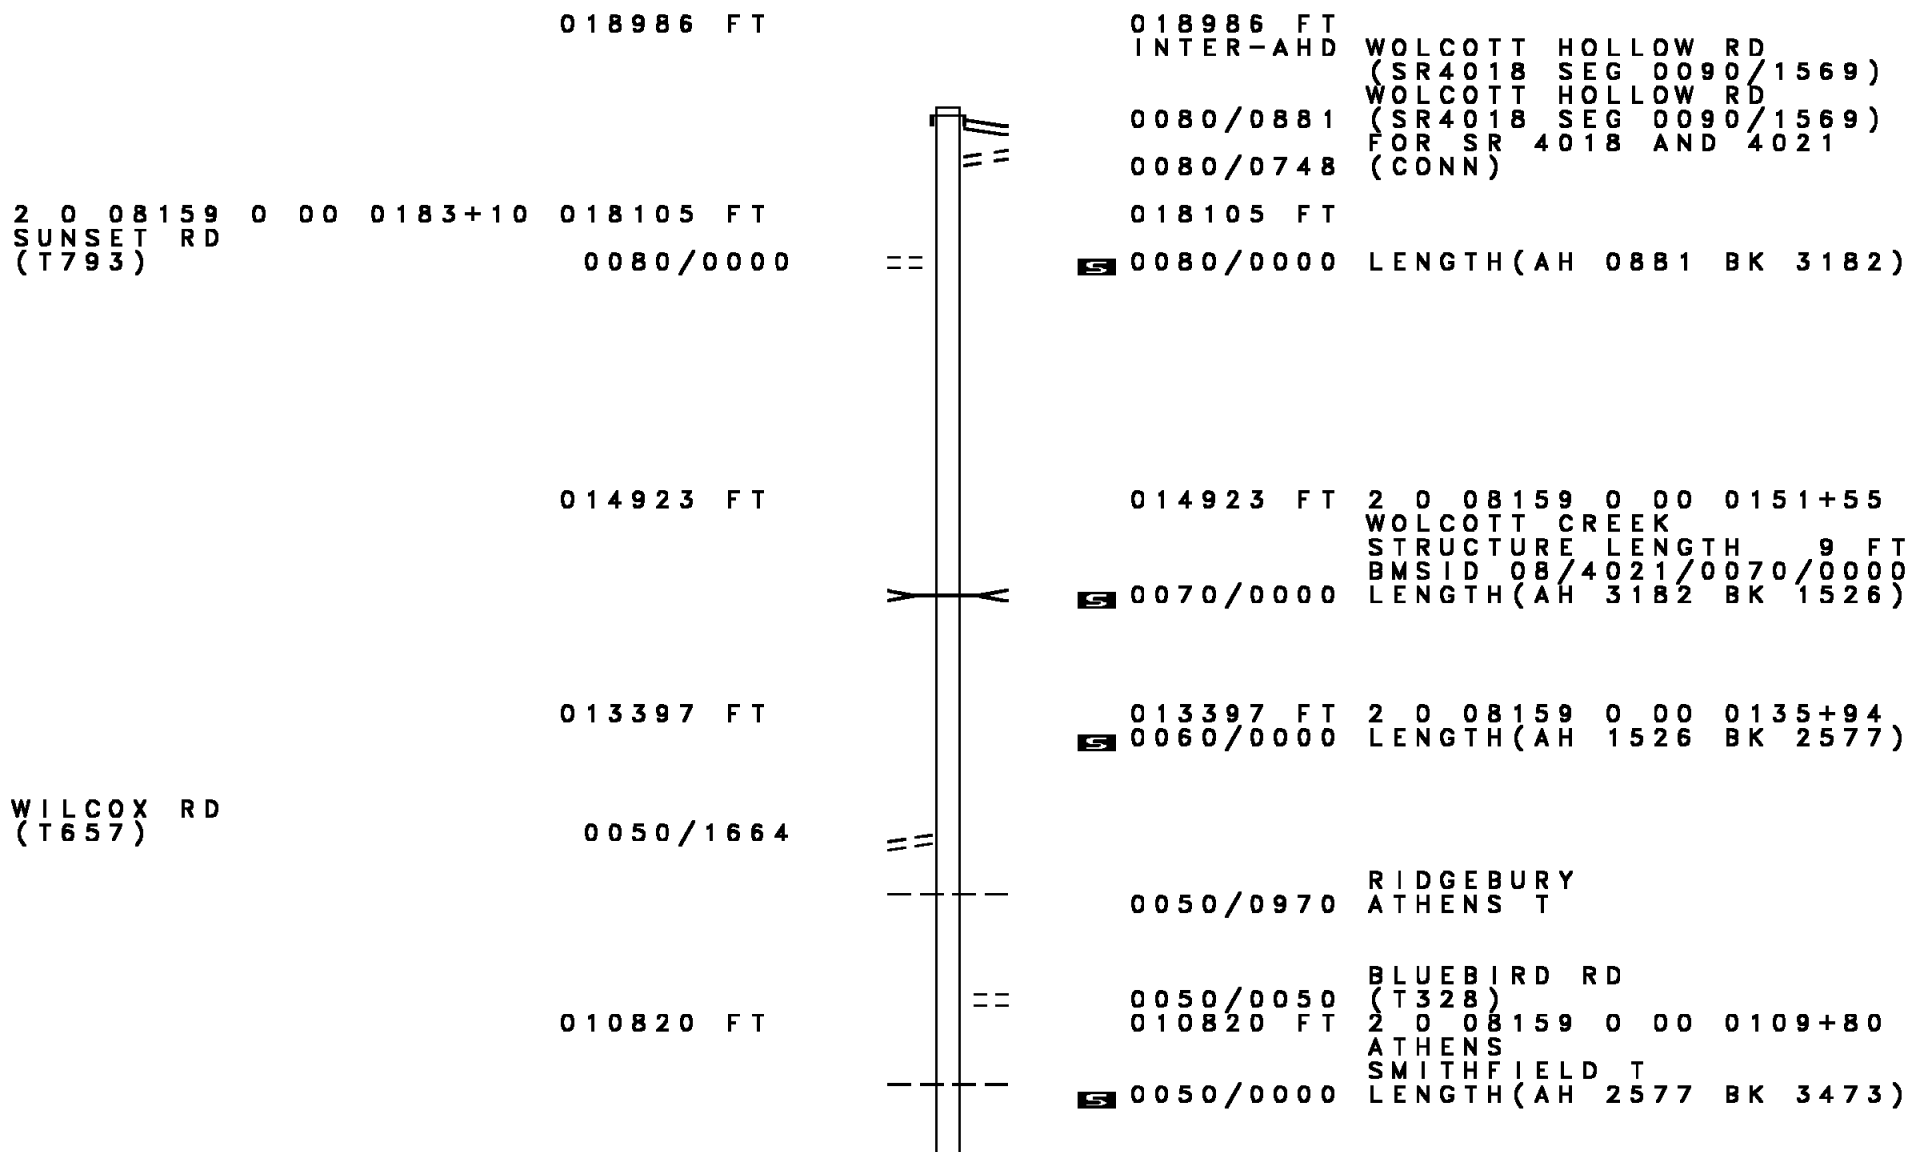 018986 FT 018986 FT
INTER-AHD WOLCOTT HOLLOW RD
(SR4018 SEG 0090/1569)
WOLCOTT HOLLOW RD
0080/0881 (SR4018 SEG 0090/1569)
FOR SR 4018 AND 4021
0080/0748 (CONN)
2 0 08159 0 00 0183+10 018105 FT 018105 FT
SUNSET RD
(T793) 0080/0000 S 0080/0000 LENGTH(AH 0881 BK 3182)
014923 FT 014923 FT 2 0 08159 0 00 0151+55
WOLCOTT CREEK
STRUCTURE LENGTH 9 FT
BMSID 08/4021/0070/0000
S 0070/0000 LENGTH(AH 3182 BK 1526)
013397 FT 013397 FT 2 0 08159 0 00 0135+94
S 0060/0000 LENGTH(AH 1526 BK 2577)
WILCOX RD
(T657) 0050/1664
RIDGEBURY
0050/0970 ATHENS T
BLUEBIRD RD
0050/0050 (T328)
010820 FT 010820 FT 2 0 08159 0 00 0109+80
ATHENS
SMITHFIELD T
S 0050/0000 LENGTH(AH 2577 BK 3473)